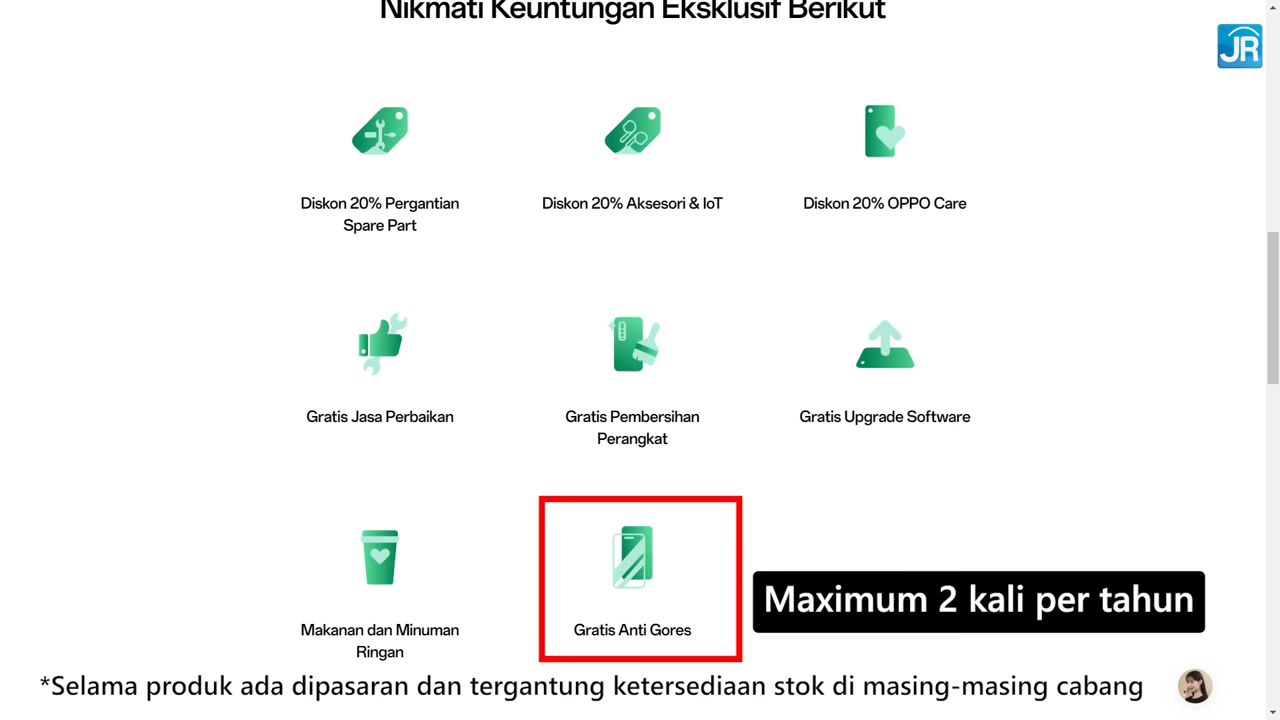 Nikmati Keuntungan Eksklusif Berikut
JR
Diskon 20% Pergantian
Spare Part
Diskon 20% Aksesori & IoT
Diskon 20% OPPO Care
Gratis Jasa Perbaikan
Gratis Pembersihan
Perangkat
Gratis Upgrade Software
Makanan dan Minuman
Ringan
Gratis Anti Gores
Maximum 2 kali per tahun
*Selama produk ada dipasaran dan tergantung ketersediaan stok di masing-masing cabang